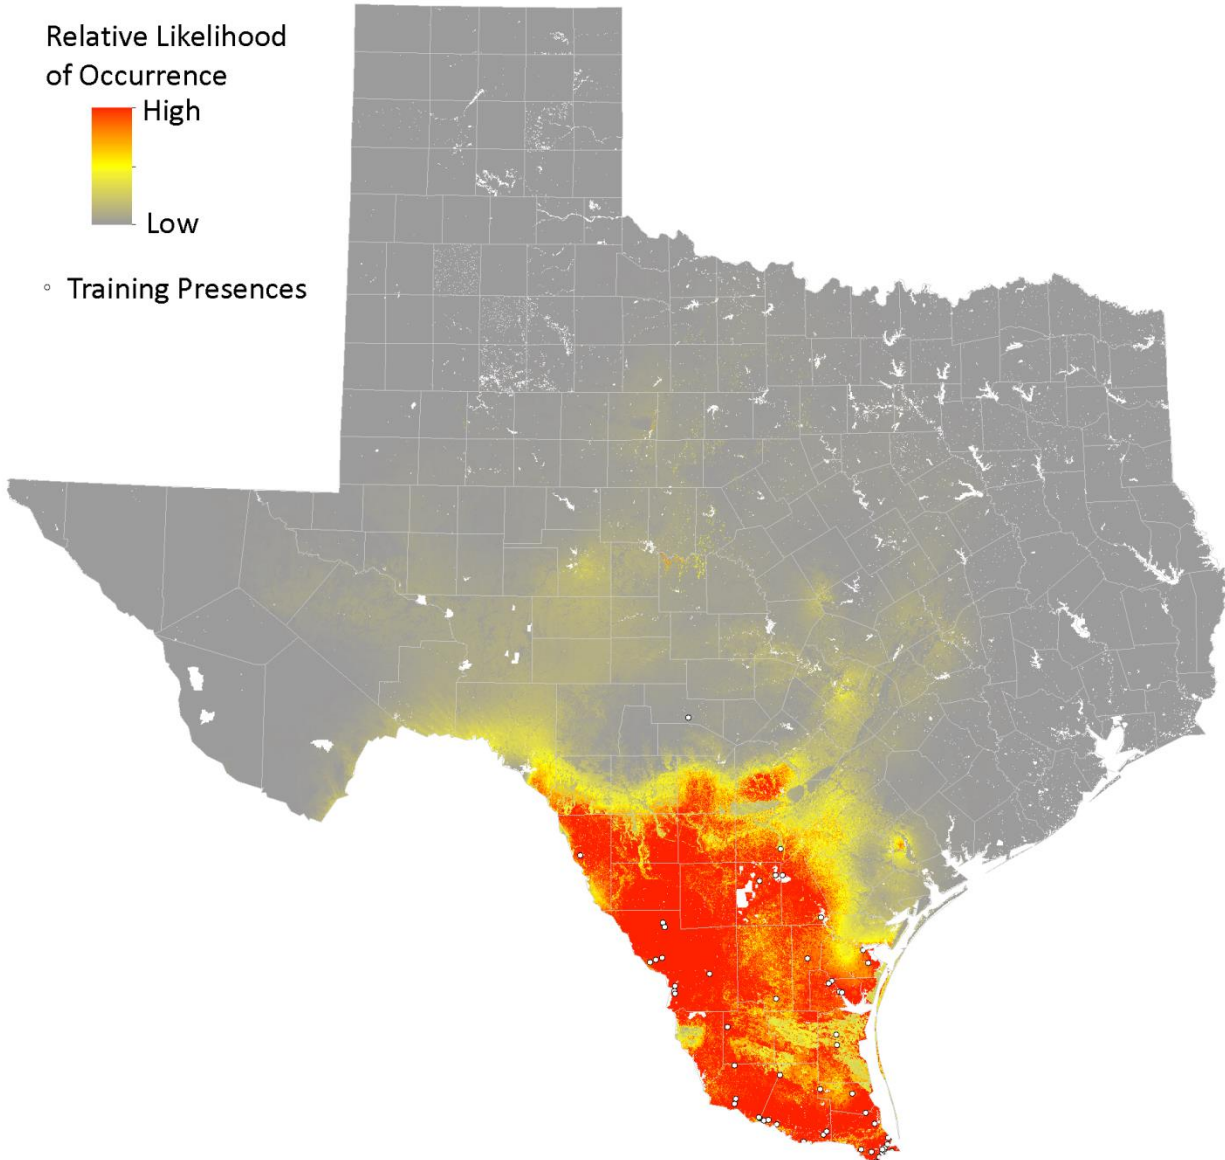 Relative Likelihood
of Occurrence
High
Low
Training Presences